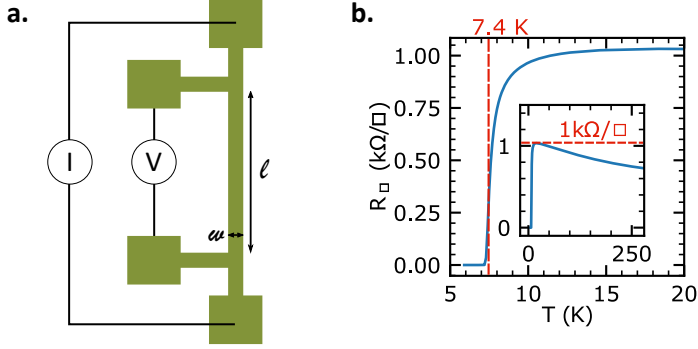 a.
I
V
ℓ
w
b.
7.4 K
R□ (kΩ/□)
1.00
0.75
0.50
0.25
0.00
1kΩ/□
1
0
0
250
5
10
15
20
T (K)